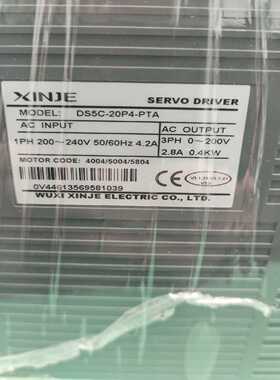 XINJE SERVO DRIVER
MODEL: DS5C-20P4-PTA
AC INPUT AC OUTPUT
1PH 200~240V 50/60Hz 4.2A 3PH 0~200V
2.8A 0.4KW
MOTOR CODE: 4004/5004/5804
0V44613569581039
CE
WUXI XINJE ELECTRIC CO., LTD.